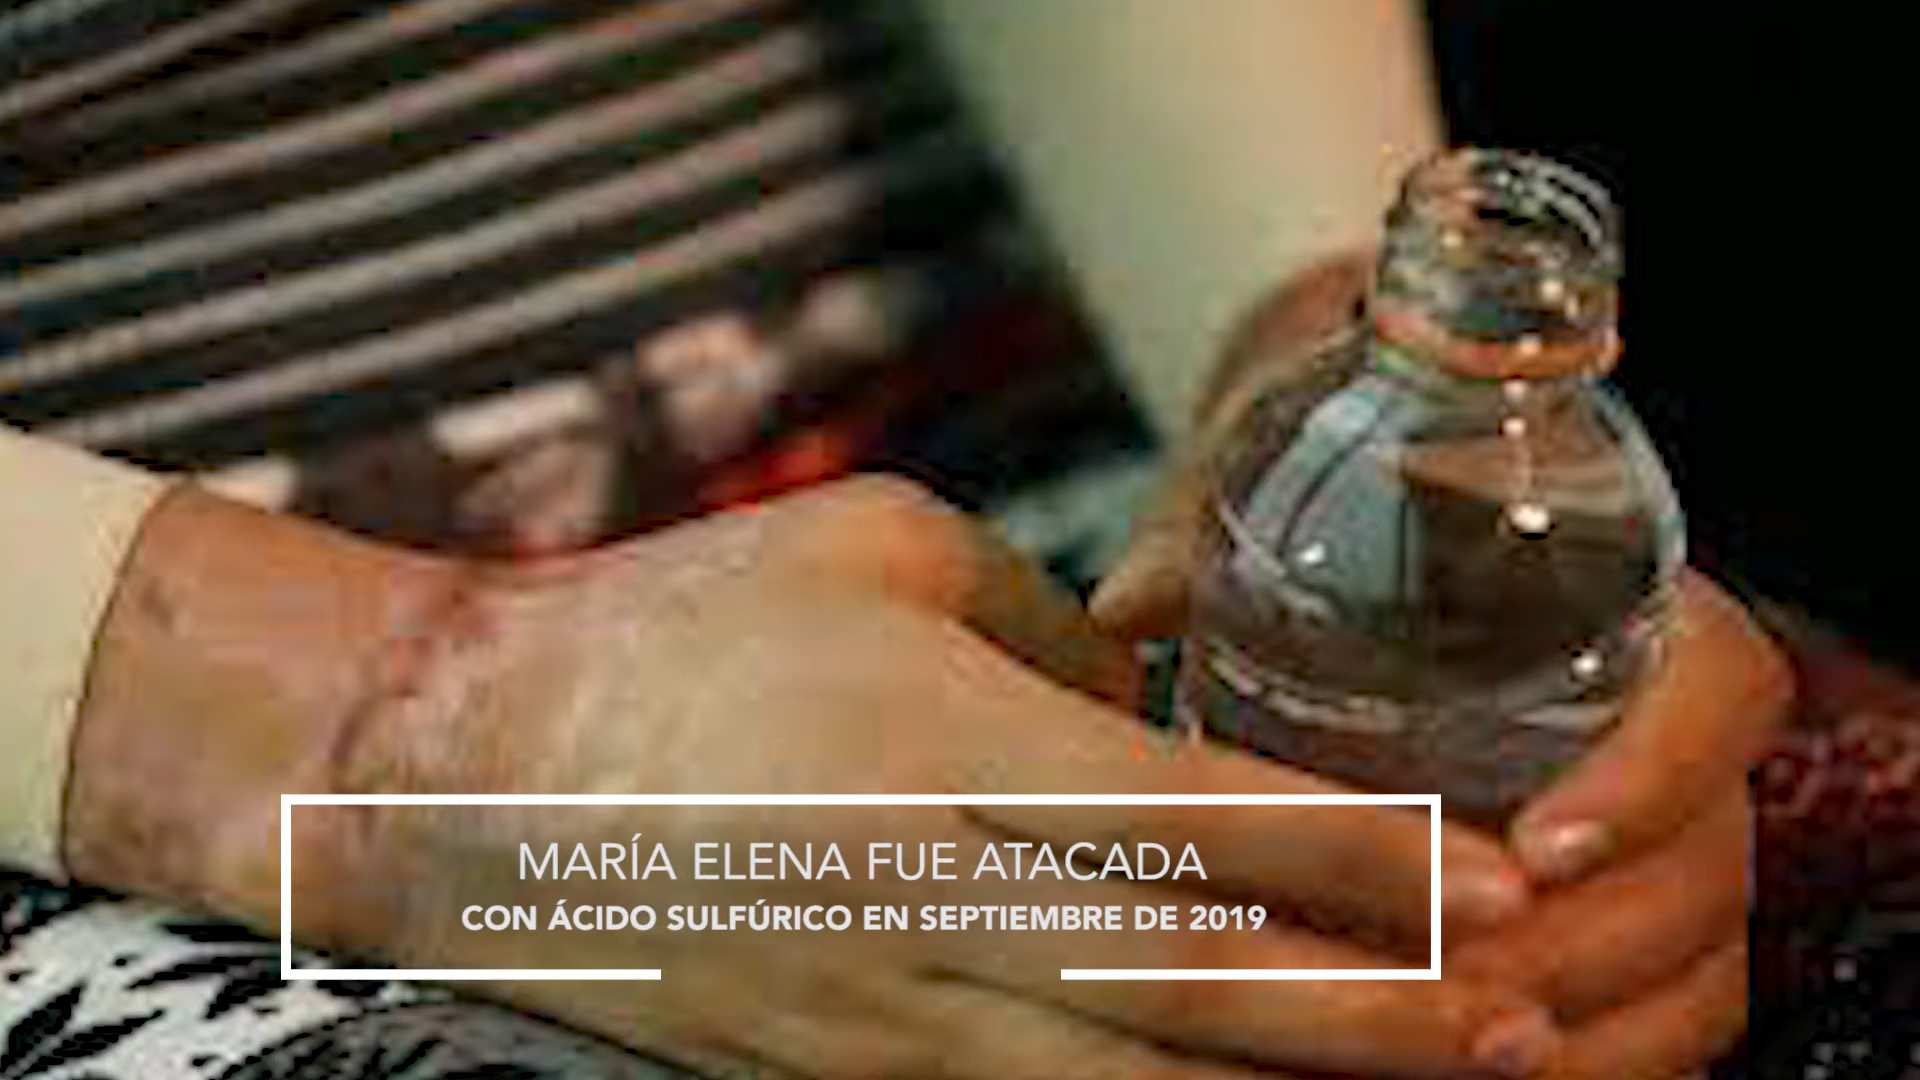 MARÍA ELENA FUE ATACADA
CON ÁCIDO SULFÚRICO EN SEPTIEMBRE DE 2019